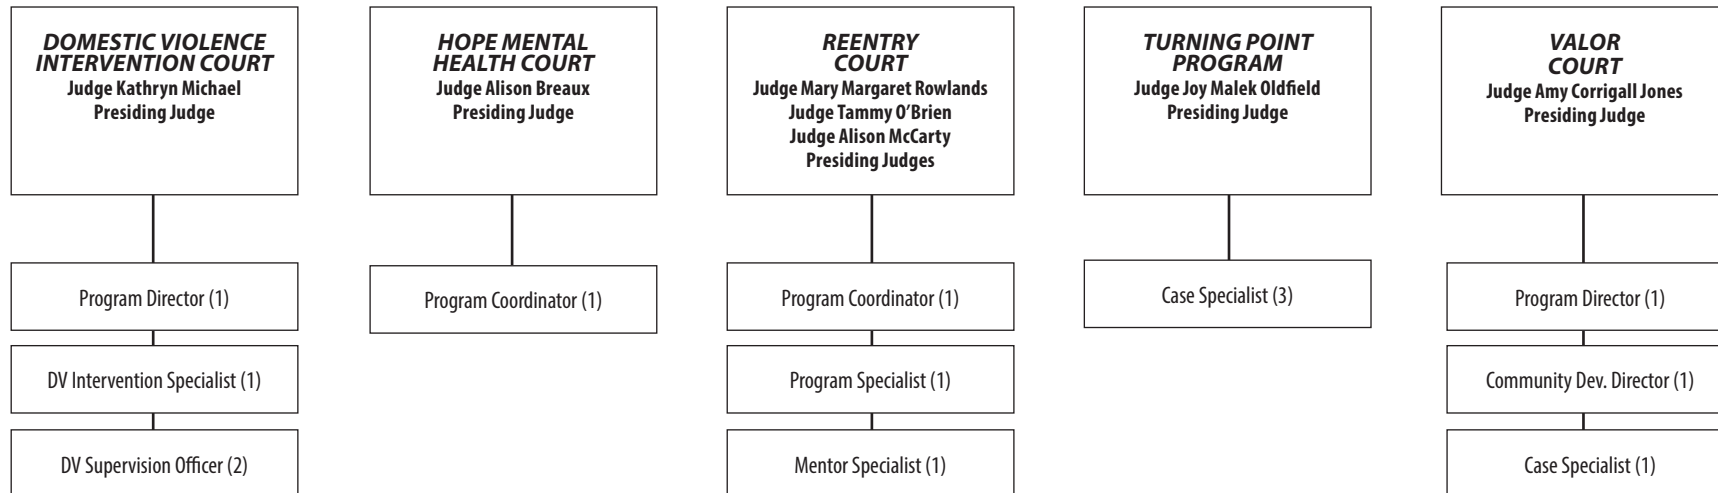 DOMESTIC VIOLENCE
INTERVENTION COURT
Judge Kathryn Michael
Presiding Judge
Program Director (1)
DV Intervention Specialist (1)
DV Supervision Officer (2)
HOPE MENTAL
HEALTH COURT
Judge Alison Breaux
Presiding Judge
Program Coordinator (1)
REENTRY
COURT
Judge Mary Margaret Rowlands
Judge Tammy O’Brien
Judge Alison McCarty
Presiding Judges
Program Coordinator (1)
Program Specialist (1)
Mentor Specialist (1)
TURNING POINT
PROGRAM
Judge Joy Malek Oldfield
Presiding Judge
Case Specialist (3)
VALOR
COURT
Judge Amy Corrigall Jones
Presiding Judge
Program Director (1)
Community Dev. Director (1)
Case Specialist (1)